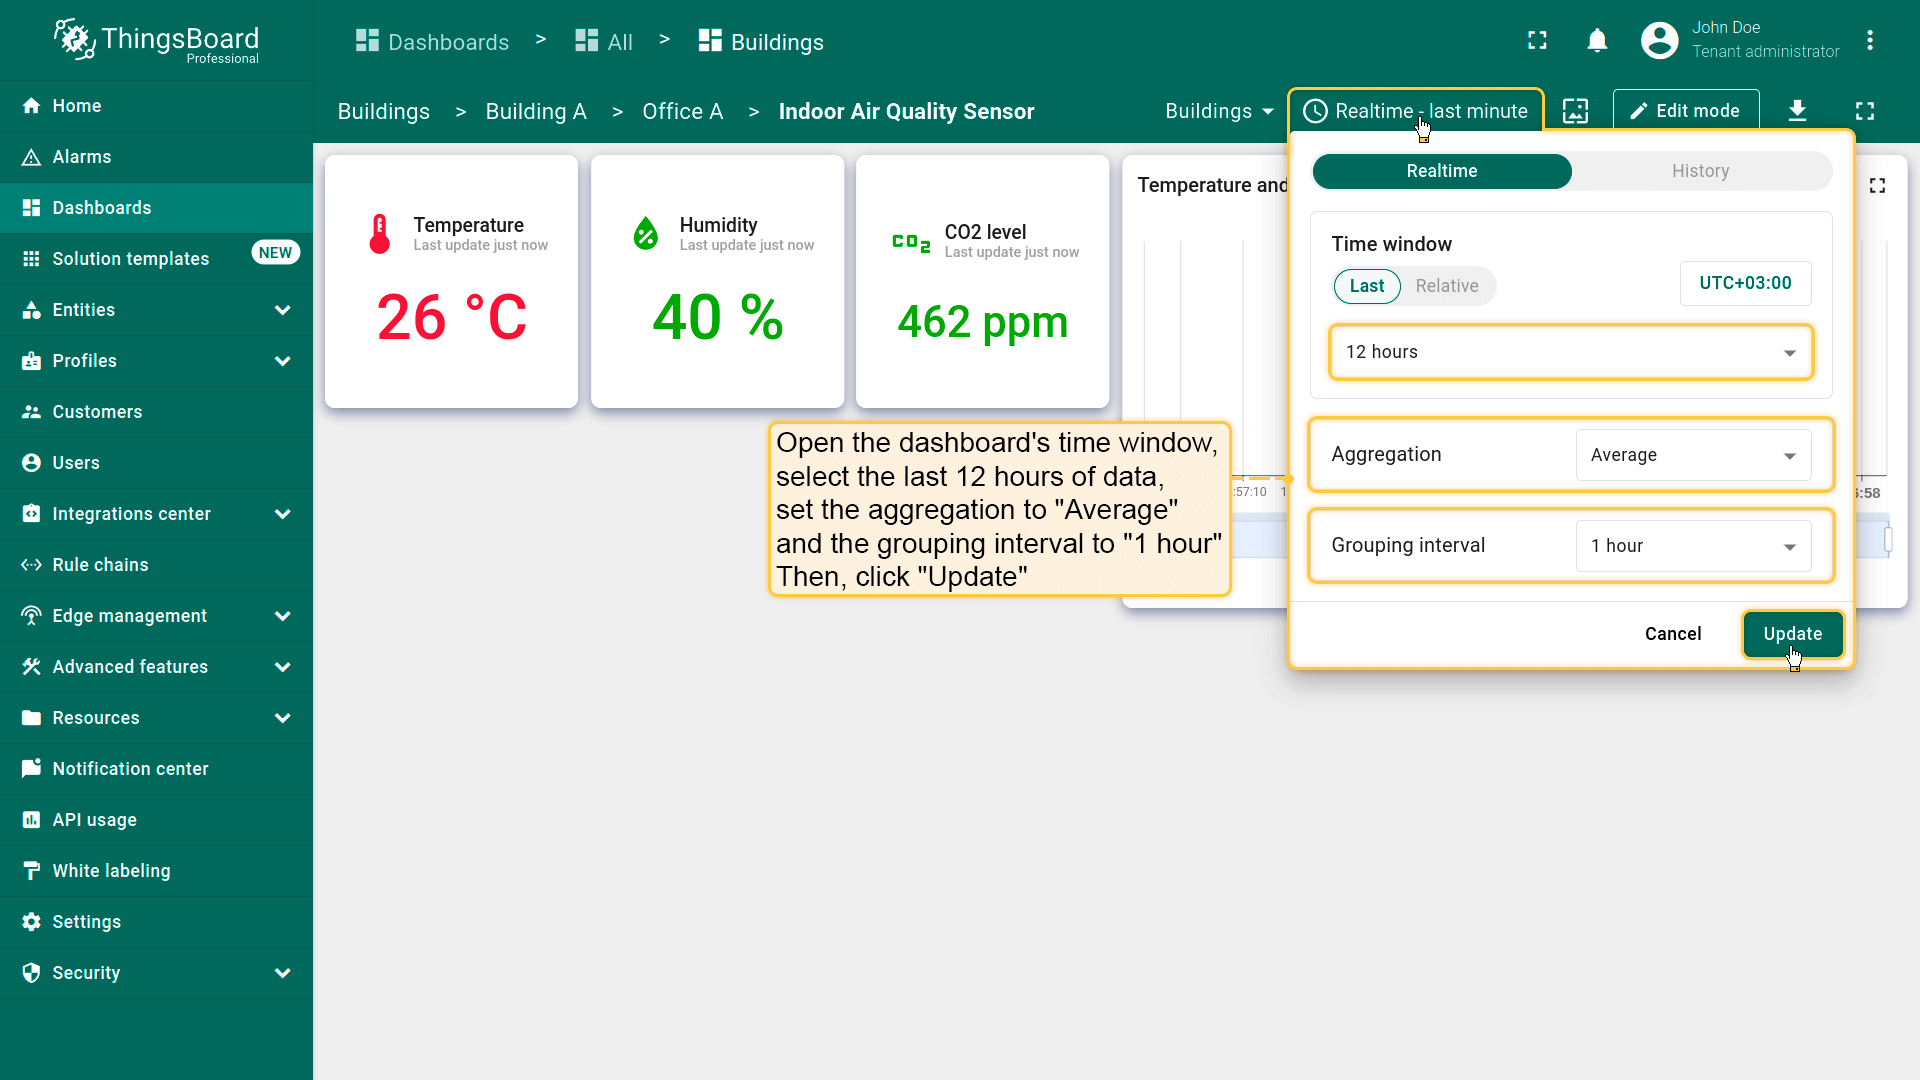 ThingsBoard
Professional
Dashboards > All > Buildings
John Doe
Tenant administrator
Home
Alarms
Dashboards
Solution templates NEW
Entities
Profiles
Customers
Users
Integrations center
Rule chains
Edge management
Advanced features
Resources
Notification center
API usage
White labeling
Settings
Security
Buildings > Building A > Office A > Indoor Air Quality Sensor
Buildings
Realtime - last minute
Edit mode
Temperature
Last update just now
26 °C
Humidity
Last update just now
40 %
CO2
CO2 level
Last update just now
462 ppm
Temperature and
:57:10
Open the dashboard's time window,
select the last 12 hours of data,
set the aggregation to "Average"
and the grouping interval to "1 hour"
Then, click "Update"
Realtime
History
Time window
Last
Relative
UTC+03:00
12 hours
Aggregation
Average
Grouping interval
1 hour
Cancel
Update
:58